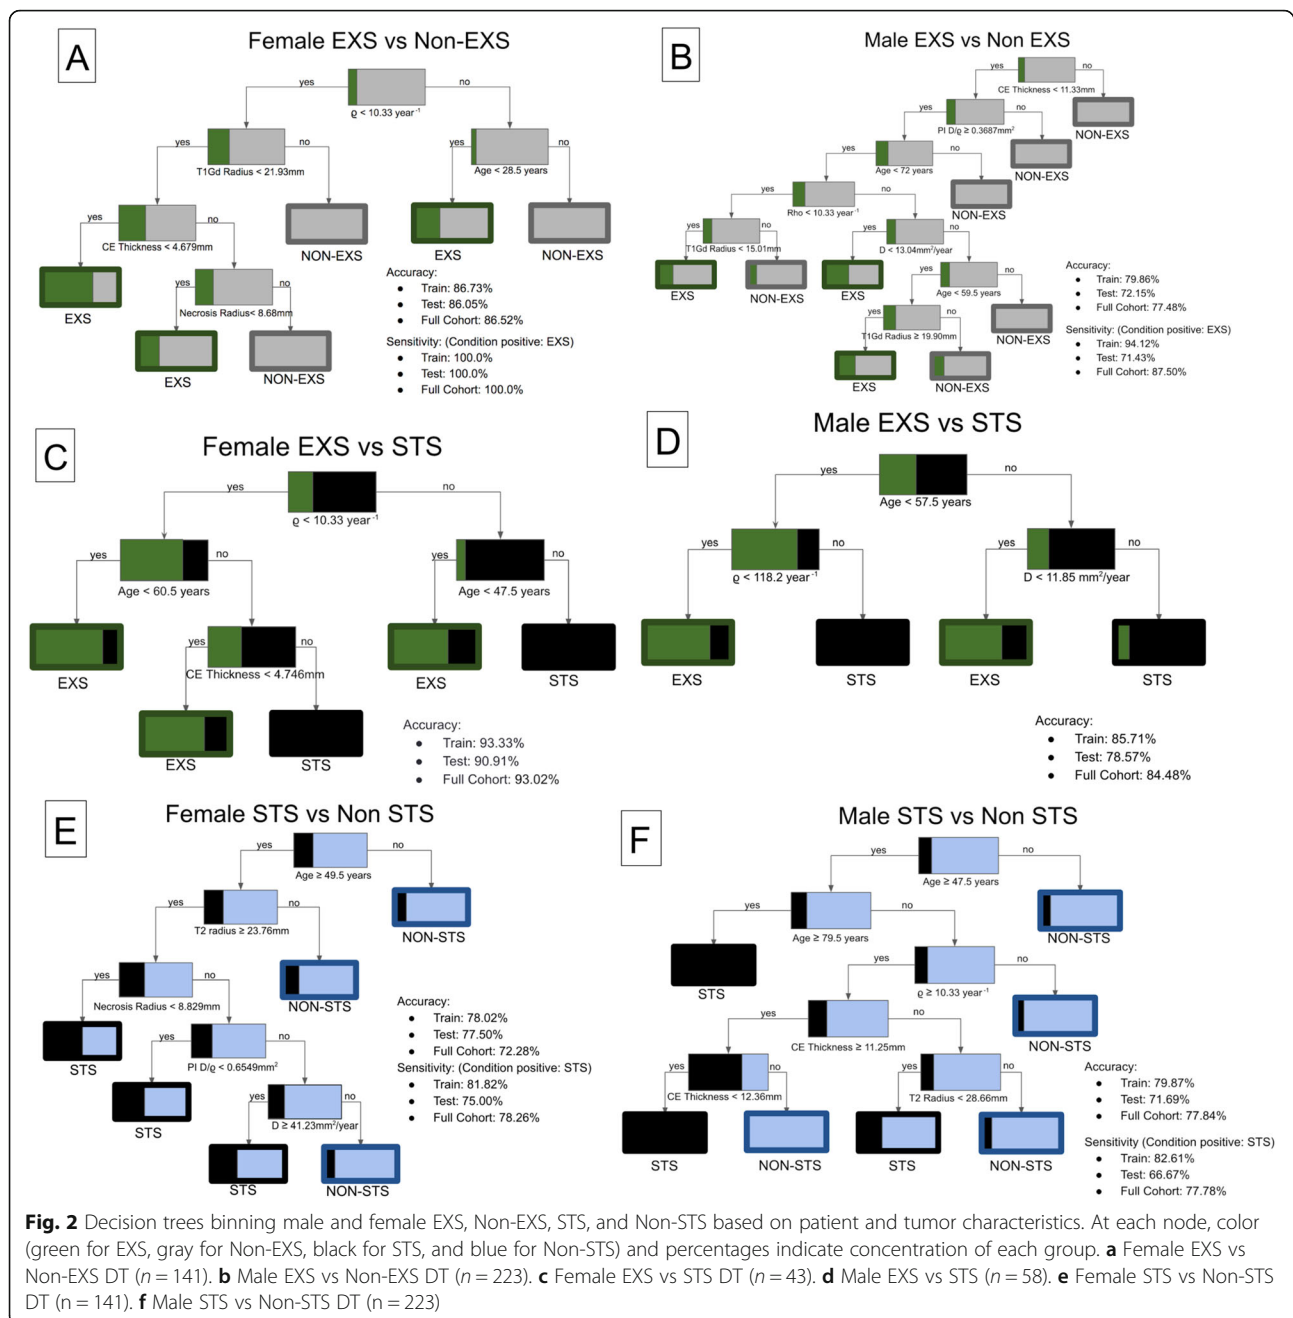 A
Female EXS vs Non-EXS
yes
no
ϱ < 10.33 year⁻¹
yes
no
yes
no
T1Gd Radius < 21.93mm
Age < 28.5 years
yes
no
CE Thickness < 4.679mm
NON-EXS
EXS
NON-EXS
yes
no
EXS
Necrosis Radius< 8.68mm
EXS
NON-EXS
Accuracy:
● Train: 86.73%
● Test: 86.05%
● Full Cohort: 86.52%
Sensitivity: (Condition positive: EXS)
● Train: 100.0%
● Test: 100.0%
● Full Cohort: 100.0%
B
Male EXS vs Non EXS
yes
no
CE Thickness < 11.33mm
NON-EXS
yes
no
PI D/ϱ ≥ 0.3687mm²
NON-EXS
yes
no
Age < 72 years
NON-EXS
yes
no
Rho < 10.33 year⁻¹
yes
no
yes
no
T1Gd Radius < 15.01mm
D < 13.04mm²/year
EXS
NON-EXS
EXS
yes
no
Age < 59.5 years
NON-EXS
yes
no
T1Gd Radius ≥ 19.90mm
EXS
NON-EXS
Accuracy:
● Train: 79.86%
● Test: 72.15%
● Full Cohort: 77.48%
Sensitivity: (Condition positive: EXS)
● Train: 94.12%
● Test: 71.43%
● Full Cohort: 87.50%
C
Female EXS vs STS
yes
no
ϱ < 10.33 year⁻¹
yes
no
yes
no
Age < 60.5 years
Age < 47.5 years
yes
no
EXS
CE Thickness < 4.746mm
EXS
STS
EXS
STS
Accuracy:
● Train: 93.33%
● Test: 90.91%
● Full Cohort: 93.02%
D
Male EXS vs STS
yes
no
Age < 57.5 years
yes
no
yes
no
ϱ < 118.2 year⁻¹
D < 11.85 mm²/year
EXS
STS
EXS
STS
Accuracy:
● Train: 85.71%
● Test: 78.57%
● Full Cohort: 84.48%
E
Female STS vs Non STS
yes
no
Age ≥ 49.5 years
NON-STS
yes
no
T2 radius ≥ 23.76mm
NON-STS
yes
no
Necrosis Radius < 8.829mm
STS
yes
no
PI D/ϱ < 0.6549mm²
STS
yes
no
D ≥ 41.23mm²/year
STS
NON-STS
Accuracy:
● Train: 78.02%
● Test: 77.50%
● Full Cohort: 72.28%
Sensitivity: (Condition positive: STS)
● Train: 81.82%
● Test: 75.00%
● Full Cohort: 78.26%
F
Male STS vs Non STS
yes
no
Age ≥ 47.5 years
NON-STS
yes
no
Age ≥ 79.5 years
STS
yes
no
ϱ ≥ 10.33 year⁻¹
NON-STS
yes
no
CE Thickness ≥ 11.25mm
yes
no
yes
no
CE Thickness < 12.36mm
T2 Radius < 28.66mm
STS
NON-STS
STS
NON-STS
Accuracy:
● Train: 79.87%
● Test: 71.69%
● Full Cohort: 77.84%
Sensitivity (Condition positive: STS)
● Train: 82.61%
● Test: 66.67%
● Full Cohort: 77.78%
Fig. 2 Decision trees binning male and female EXS, Non-EXS, STS, and Non-STS based on patient and tumor characteristics. At each node, color
(green for EXS, gray for Non-EXS, black for STS, and blue for Non-STS) and percentages indicate concentration of each group. a Female EXS vs
Non-EXS DT (n = 141). b Male EXS vs Non-EXS DT (n = 223). c Female EXS vs STS DT (n = 43). d Male EXS vs STS (n = 58). e Female STS vs Non-STS
DT (n = 141). f Male STS vs Non-STS DT (n = 223)